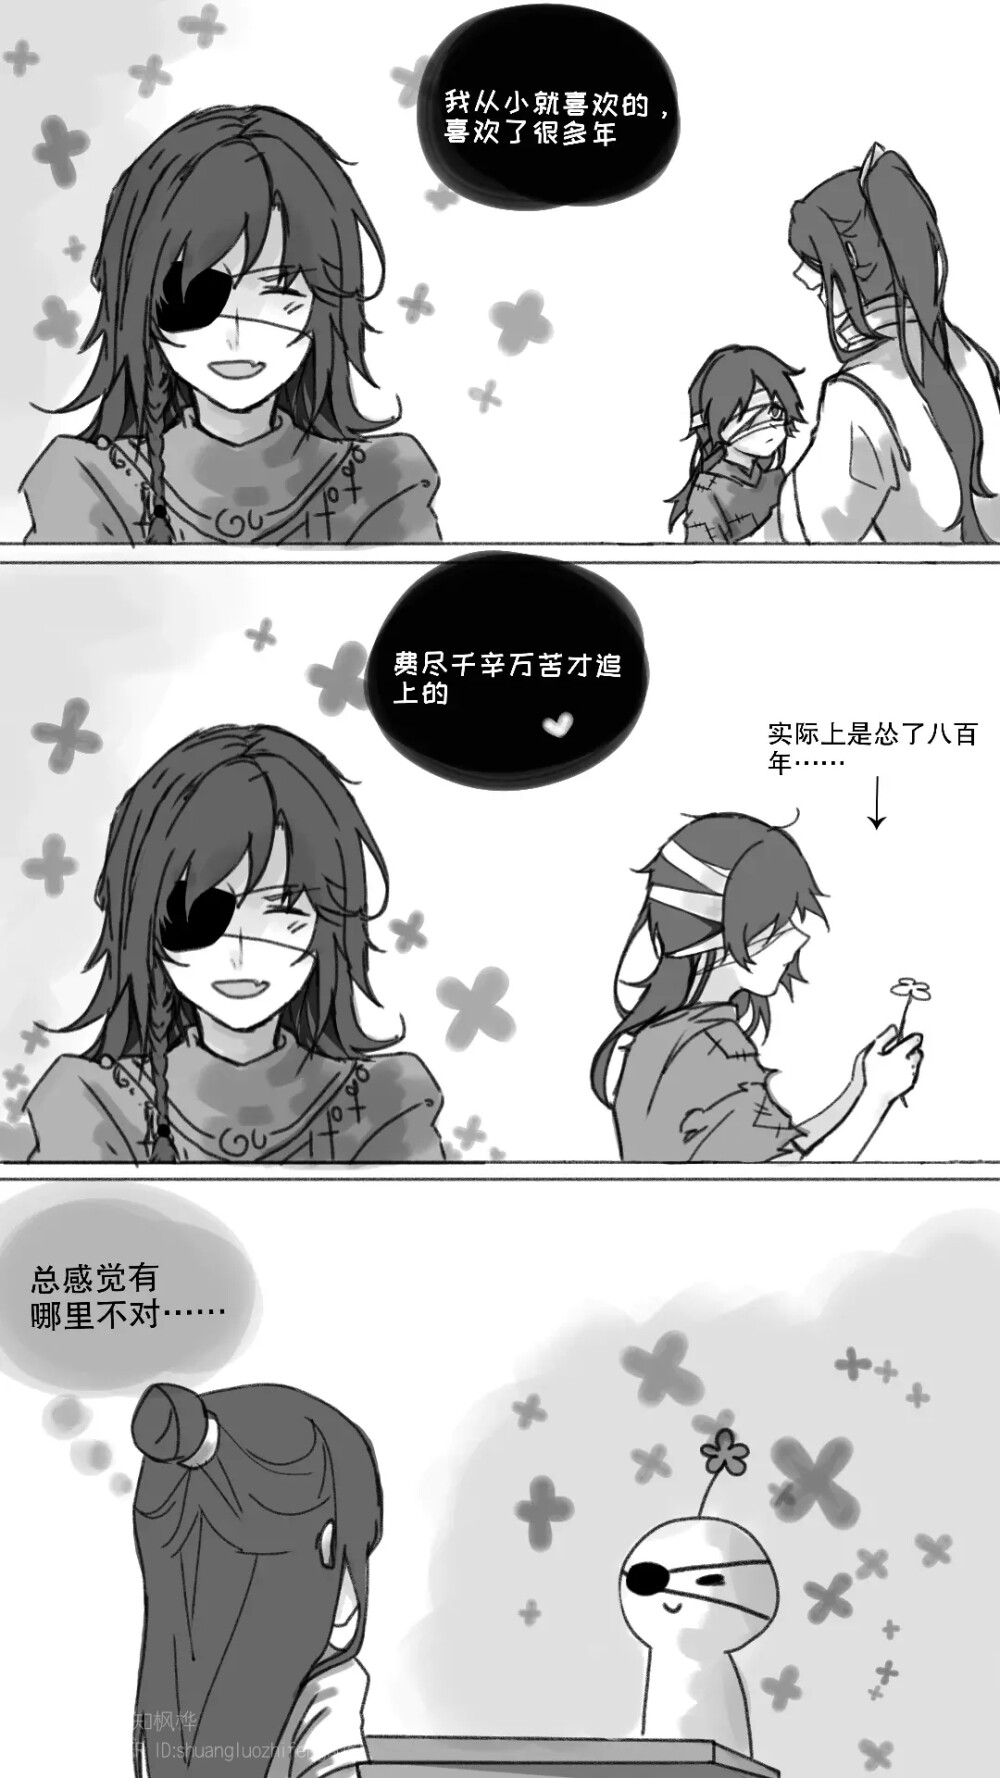 我从小就喜欢的，
喜欢了很多年
费尽千辛万苦才追
上的
实际上是怂了八百
年……
总感觉有
哪里不对……
知枫桦
ID:shuangluozhife